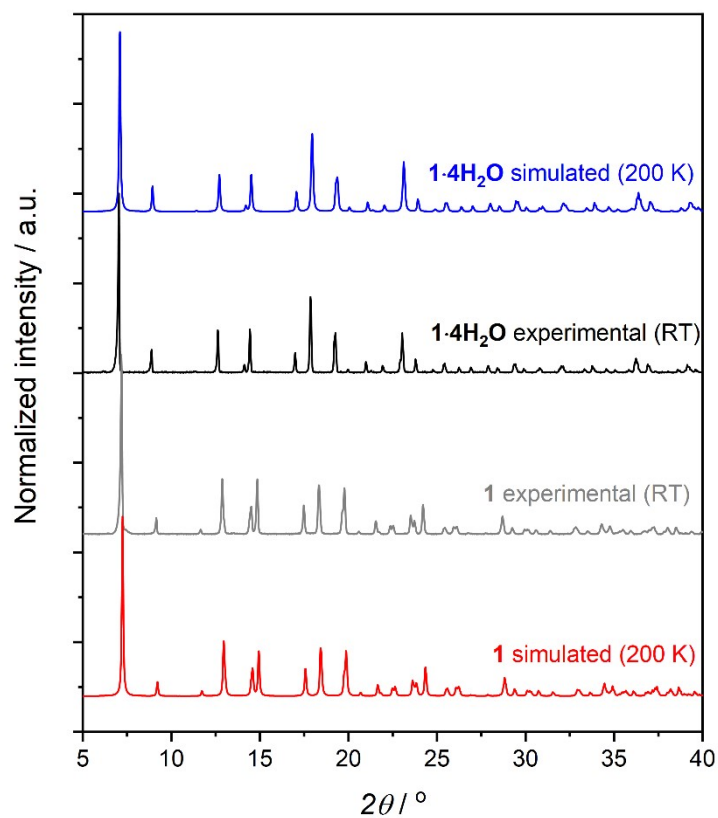 Normalized intensity / a.u.
1·4H₂O simulated (200 K)
1·4H₂O experimental (RT)
1 experimental (RT)
1 simulated (200 K)
5 10 15 20 25 30 35 40
2θ / °